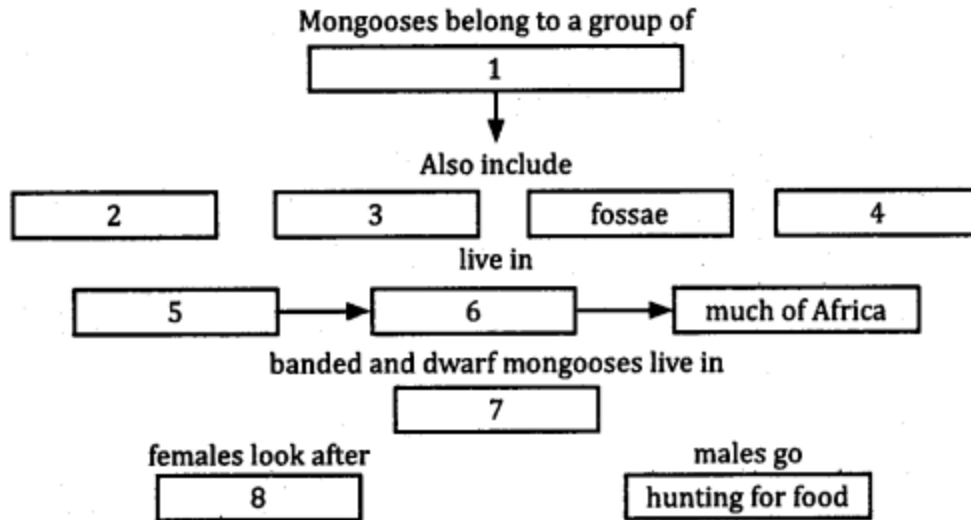 Mongooses belong to a group of
1
Also include
2 3 fossae 4
live in
5 6 much of Africa
banded and dwarf mongooses live in
7
females look after males go
8 hunting for food